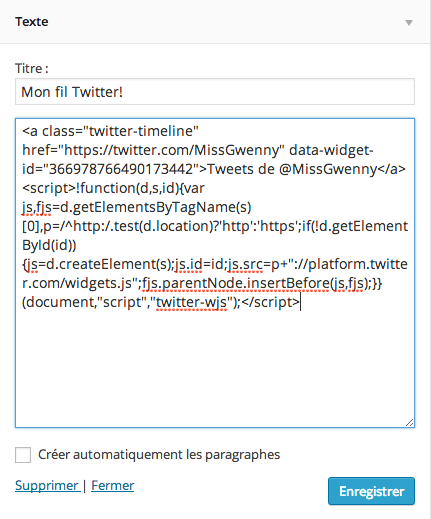 Texte
Titre :
Mon fil Twitter!
<a class="twitter-timeline"
href="https://twitter.com/MissGwenny" data-widget-
id="366978766490173442">Tweets de @MissGwenny</a>
<script>!function(d,s,id){var
js,fjs=d.getElementsByTagName(s)
[0],p=/^http:/.test(d.location)?'http':'https';if(!d.getElement
ById(id))
{js=d.createElement(s);js.id=id;js.src=p+"://platform.twitte
r.com/widgets.js";fjs.parentNode.insertBefore(js,fjs);}}
(document,"script","twitter-wjs");</script>
Créer automatiquement les paragraphes
Supprimer | Fermer
Enregistrer